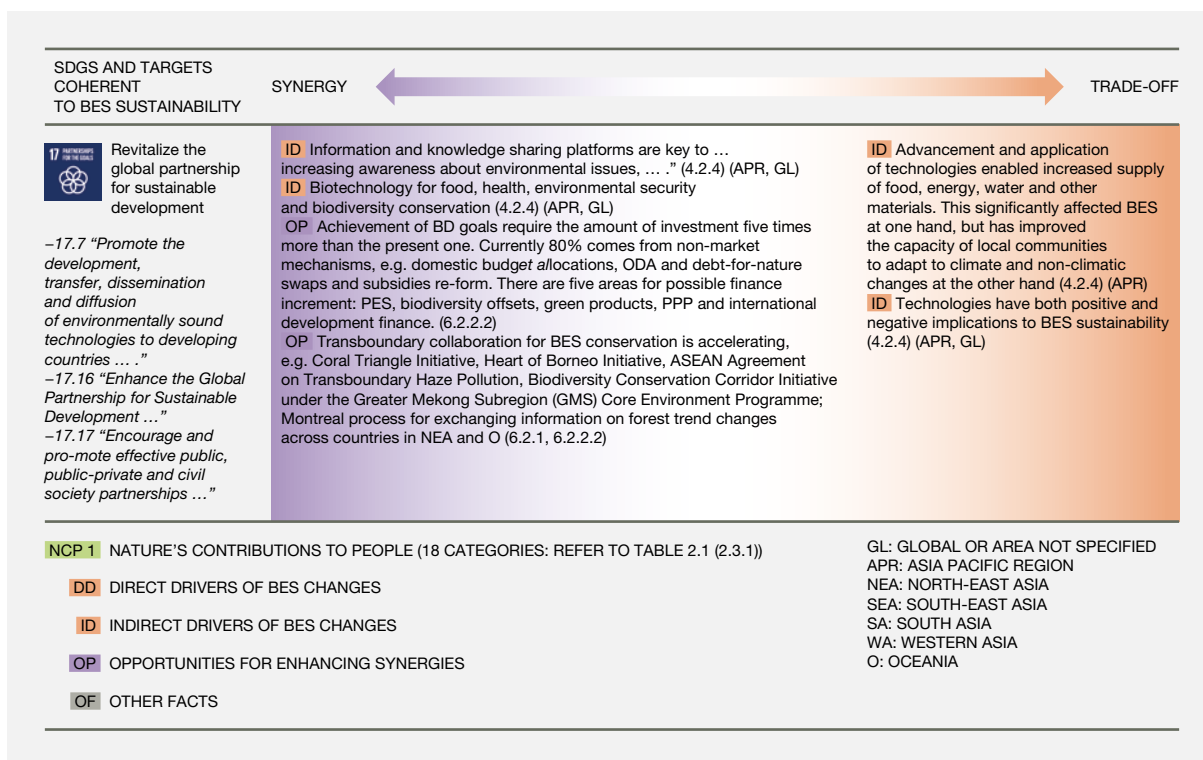 SDGS AND TARGETS
COHERENT
TO BES SUSTAINABILITY
SYNERGY
TRADE-OFF
17 PARTNERSHIPS
FOR THE GOALS
Revitalize the
global partnership
for sustainable
development
–17.7 “Promote the
development,
transfer, dissemination
and diffusion
of environmentally sound
technologies to developing
countries … .”
–17.16 “Enhance the Global
Partnership for Sustainable
Development …”
–17.17 “Encourage and
pro-mote effective public,
public-private and civil
society partnerships …”
ID Information and knowledge sharing platforms are key to …
increasing awareness about environmental issues, … .” (4.2.4) (APR, GL)
ID Biotechnology for food, health, environmental security
and biodiversity conservation (4.2.4) (APR, GL)
OP Achievement of BD goals require the amount of investment five times
more than the present one. Currently 80% comes from non-market
mechanisms, e.g. domestic budget allocations, ODA and debt-for-nature
swaps and subsidies re-form. There are five areas for possible finance
increment: PES, biodiversity offsets, green products, PPP and international
development finance. (6.2.2.2)
OP Transboundary collaboration for BES conservation is accelerating,
e.g. Coral Triangle Initiative, Heart of Borneo Initiative, ASEAN Agreement
on Transboundary Haze Pollution, Biodiversity Conservation Corridor Initiative
under the Greater Mekong Subregion (GMS) Core Environment Programme;
Montreal process for exchanging information on forest trend changes
across countries in NEA and O (6.2.1, 6.2.2.2)
ID Advancement and application
of technologies enabled increased supply
of food, energy, water and other
materials. This significantly affected BES
at one hand, but has improved
the capacity of local communities
to adapt to climate and non-climatic
changes at the other hand (4.2.4) (APR)
ID Technologies have both positive and
negative implications to BES sustainability
(4.2.4) (APR, GL)
NCP 1 NATURE’S CONTRIBUTIONS TO PEOPLE (18 CATEGORIES: REFER TO TABLE 2.1 (2.3.1))
DD DIRECT DRIVERS OF BES CHANGES
ID INDIRECT DRIVERS OF BES CHANGES
OP OPPORTUNITIES FOR ENHANCING SYNERGIES
OF OTHER FACTS
GL: GLOBAL OR AREA NOT SPECIFIED
APR: ASIA PACIFIC REGION
NEA: NORTH-EAST ASIA
SEA: SOUTH-EAST ASIA
SA: SOUTH ASIA
WA: WESTERN ASIA
O: OCEANIA